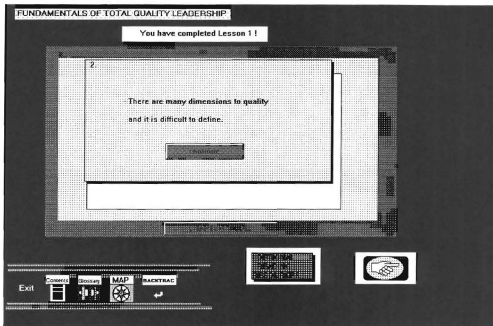 FUNDAMENTALS OF TOTAL QUALITY LEADERSHIP
You have completed Lesson 1 !
2.
There are many dimensions to quality
and it is difficult to define.
Exit
Contents
Glossary
MAP
BACKTRAC